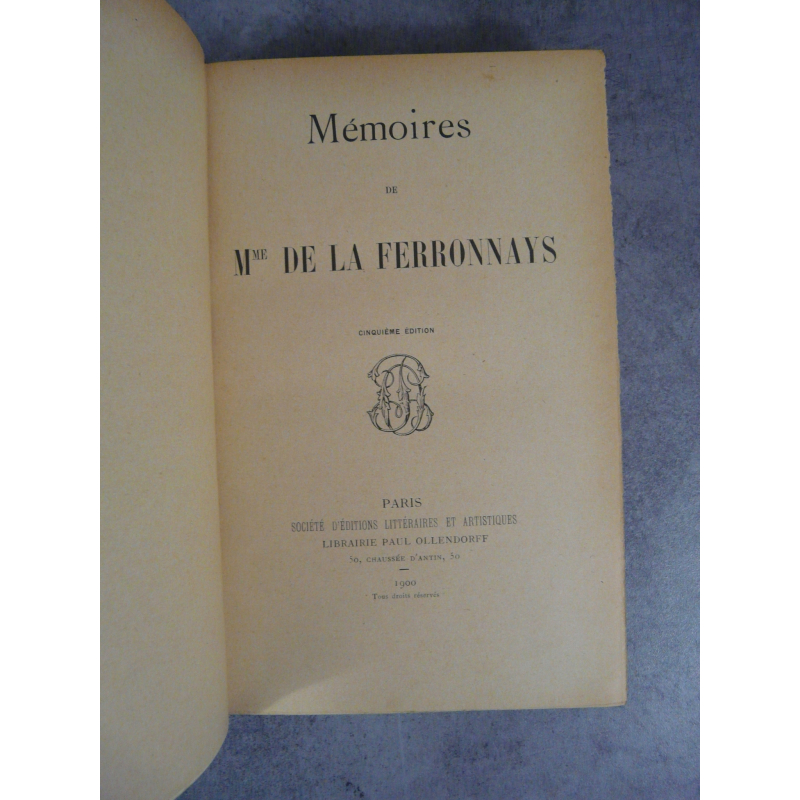 Mémoires
DE
MME DE LA FERRONNAYS
CINQUIÈME ÉDITION
PARIS
SOCIÉTÉ D'ÉDITIONS LITTÉRAIRES ET ARTISTIQUES
LIBRAIRIE PAUL OLLENDORFF
50, CHAUSSÉE D'ANTIN, 50
1900
Tous droits réservés